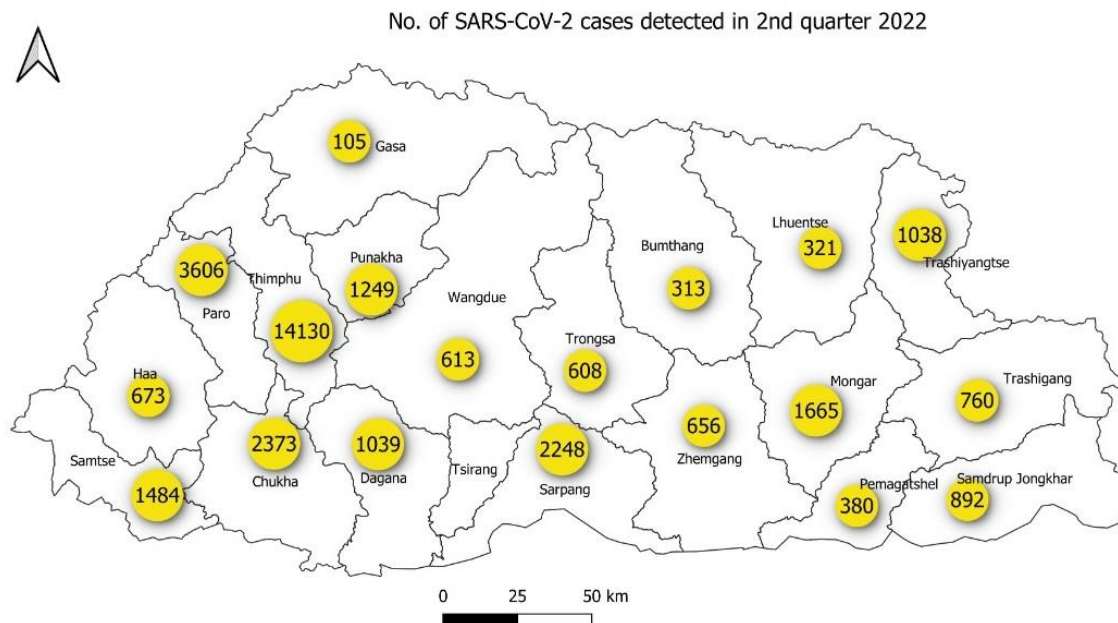 No. of SARS-CoV-2 cases detected in 2nd quarter 2022
105
Gasa
Lhuentse
321
1038
Trashiyangtse
Bumthang
313
Punakha
1249
3606
Thimphu
Paro
14130
Wangdue
613
Trongsa
608
Haa
673
Mongar
1665
Trashigang
760
656
Zhemgang
2373
Chukha
1039
Dagana
Tsirang
2248
Sarpang
Samtse
1484
Pemagatshel
380
Samdrup Jongkhar
892
0 25 50 km